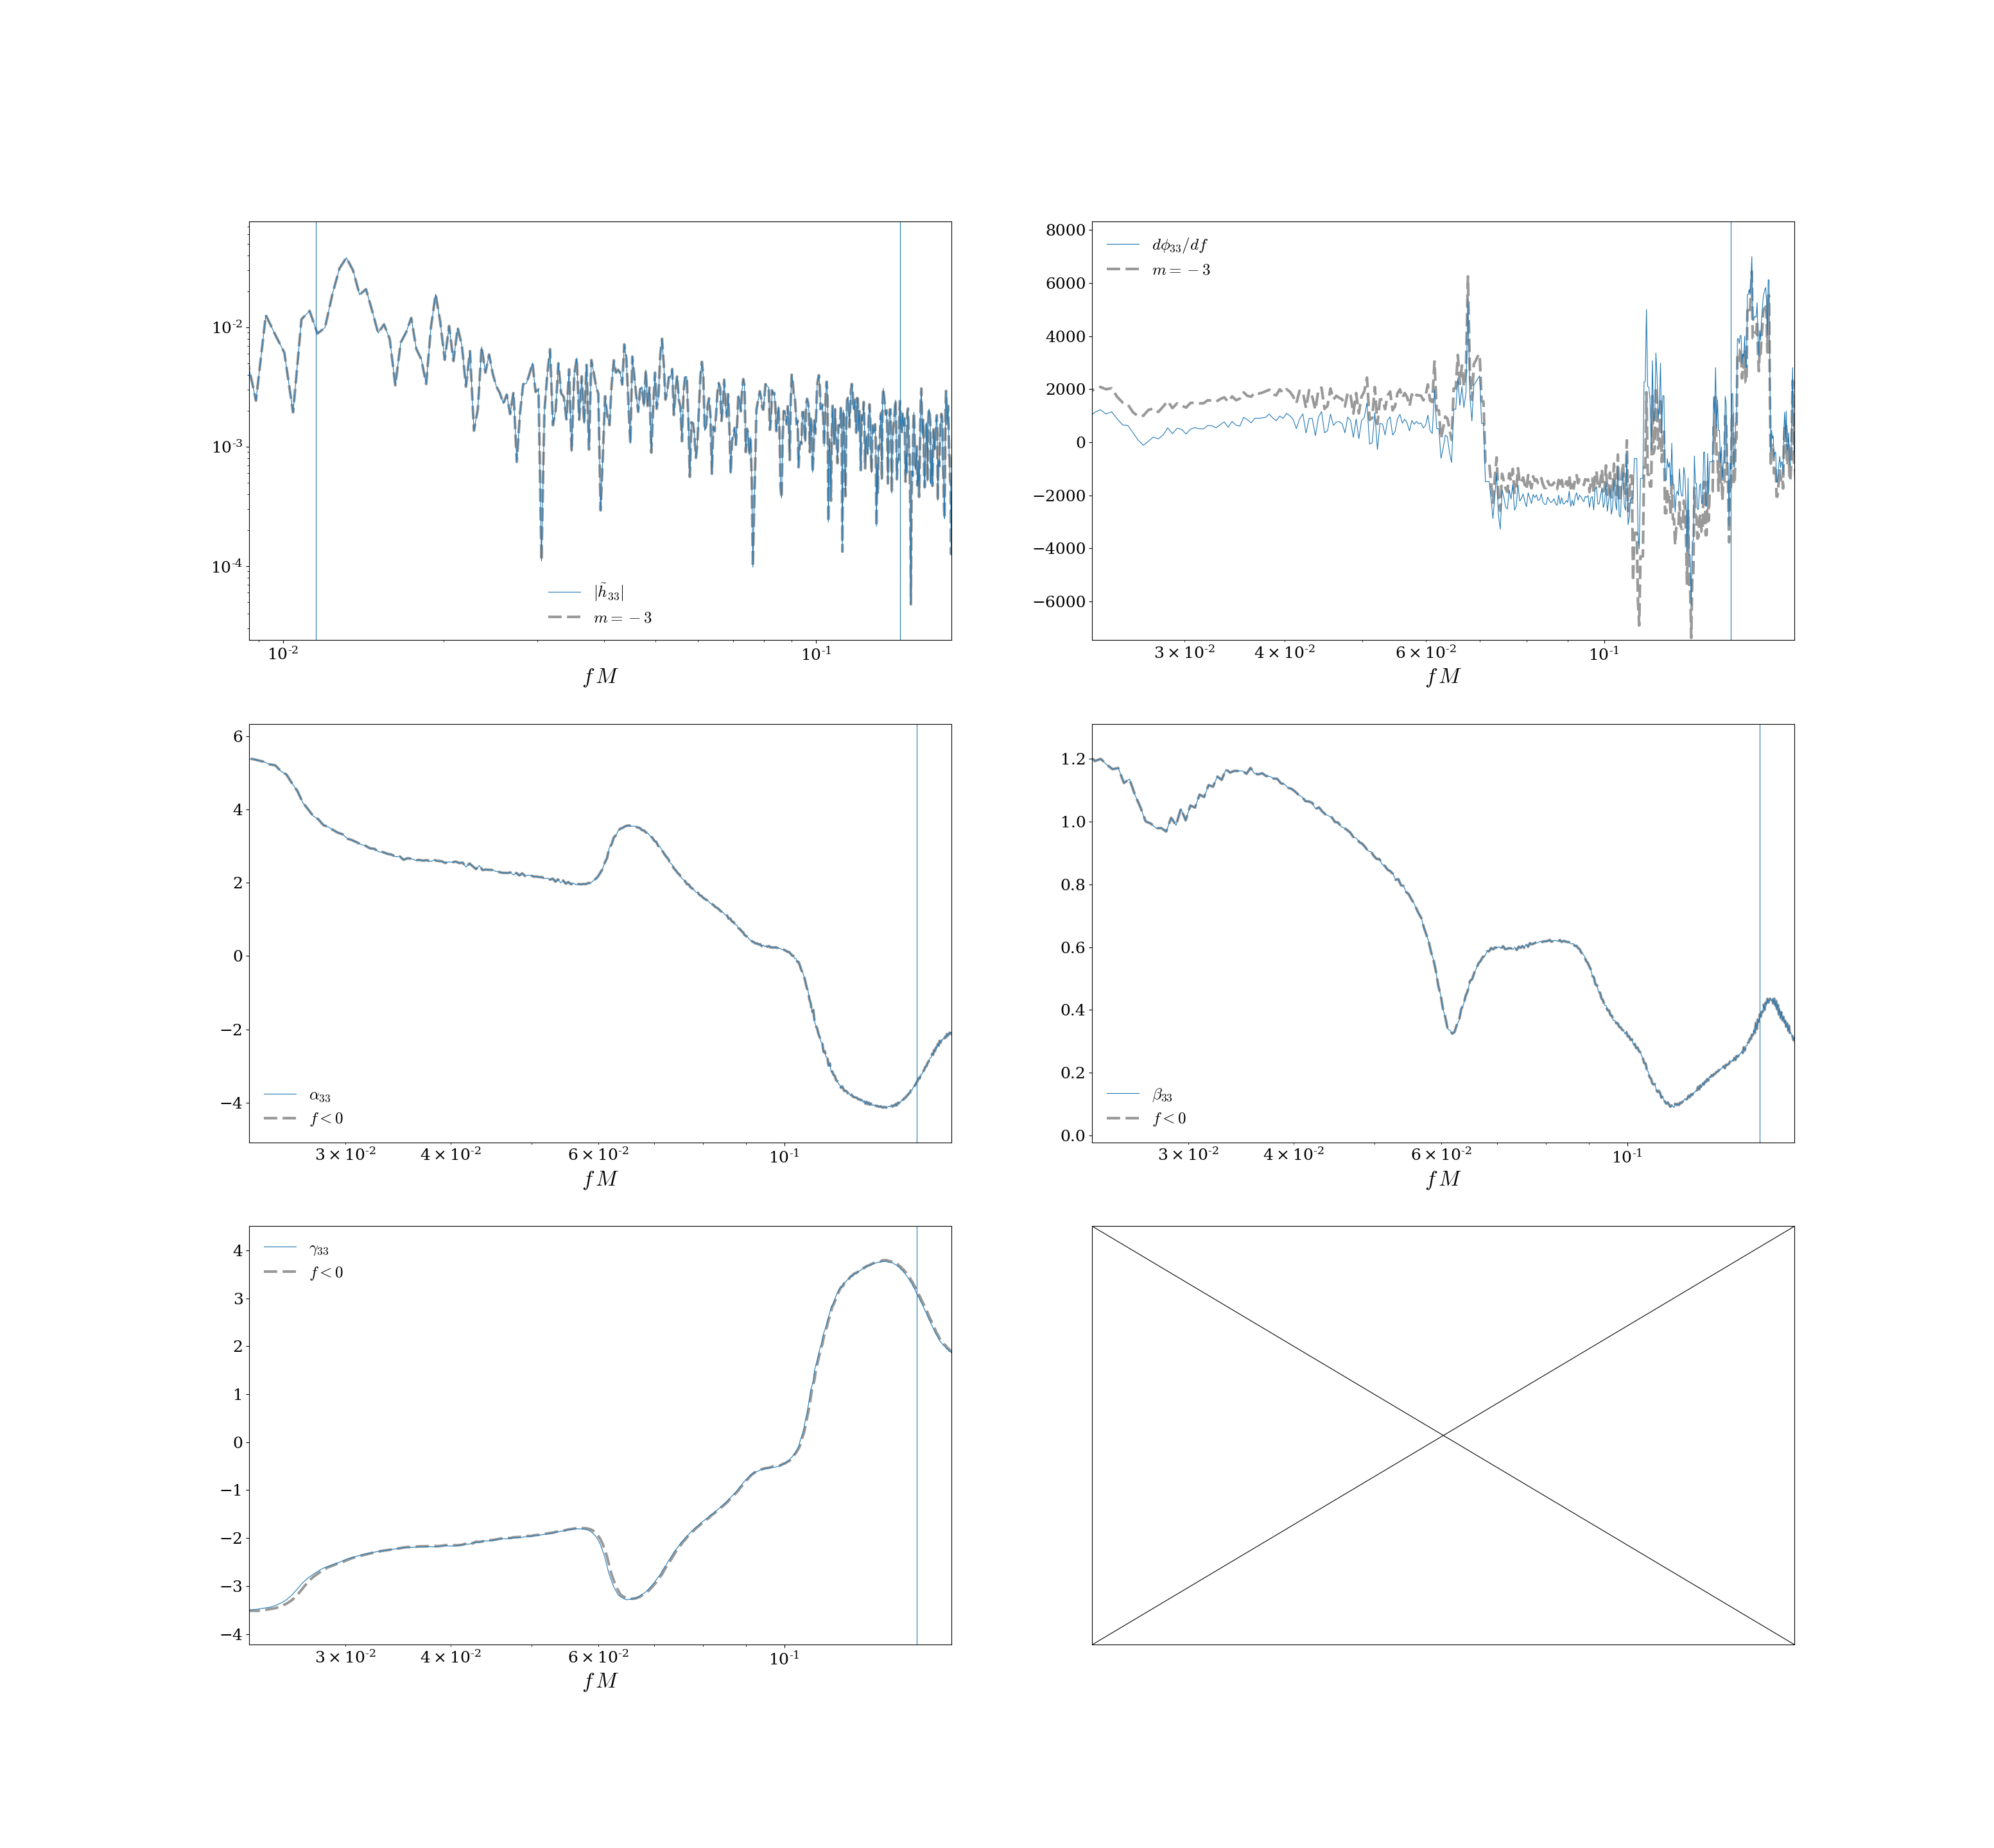 10⁻²
10⁻³
10⁻⁴
|h̃₃₃|
m = −3
10⁻² 10⁻¹
fM
8000
6000
4000
2000
0
−2000
−4000
−6000
dϕ₃₃/df
m = −3
3 × 10⁻² 4 × 10⁻² 6 × 10⁻² 10⁻¹
fM
6
4
2
0
−2
−4
α₃₃
f < 0
3 × 10⁻² 4 × 10⁻² 6 × 10⁻² 10⁻¹
fM
1.2
1.0
0.8
0.6
0.4
0.2
0.0
β₃₃
f < 0
3 × 10⁻² 4 × 10⁻² 6 × 10⁻² 10⁻¹
fM
4
3
2
1
0
−1
−2
−3
−4
γ₃₃
f < 0
3 × 10⁻² 4 × 10⁻² 6 × 10⁻² 10⁻¹
fM